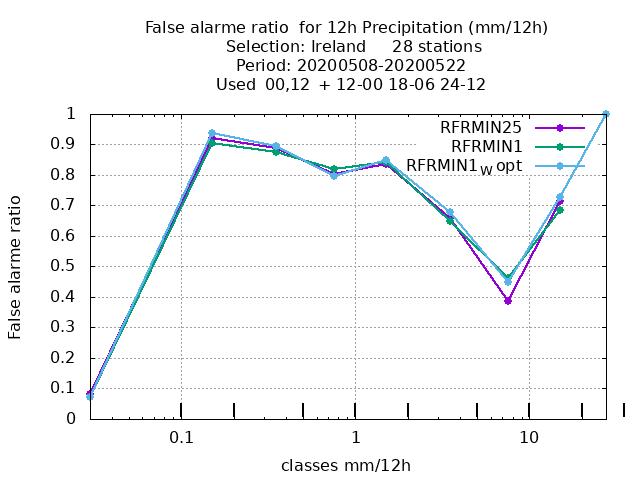 False alarme ratio  for 12h Precipitation (mm/12h)
Selection: Ireland     28 stations
Period: 20200508-20200522
Used  00,12  + 12-00 18-06 24-12
RFRMIN25
RFRMIN1
RFRMIN1W opt
1
0.9
0.8
0.7
0.6
0.5
0.4
0.3
0.2
0.1
0
False alarme ratio
0.1 1 10
classes mm/12h